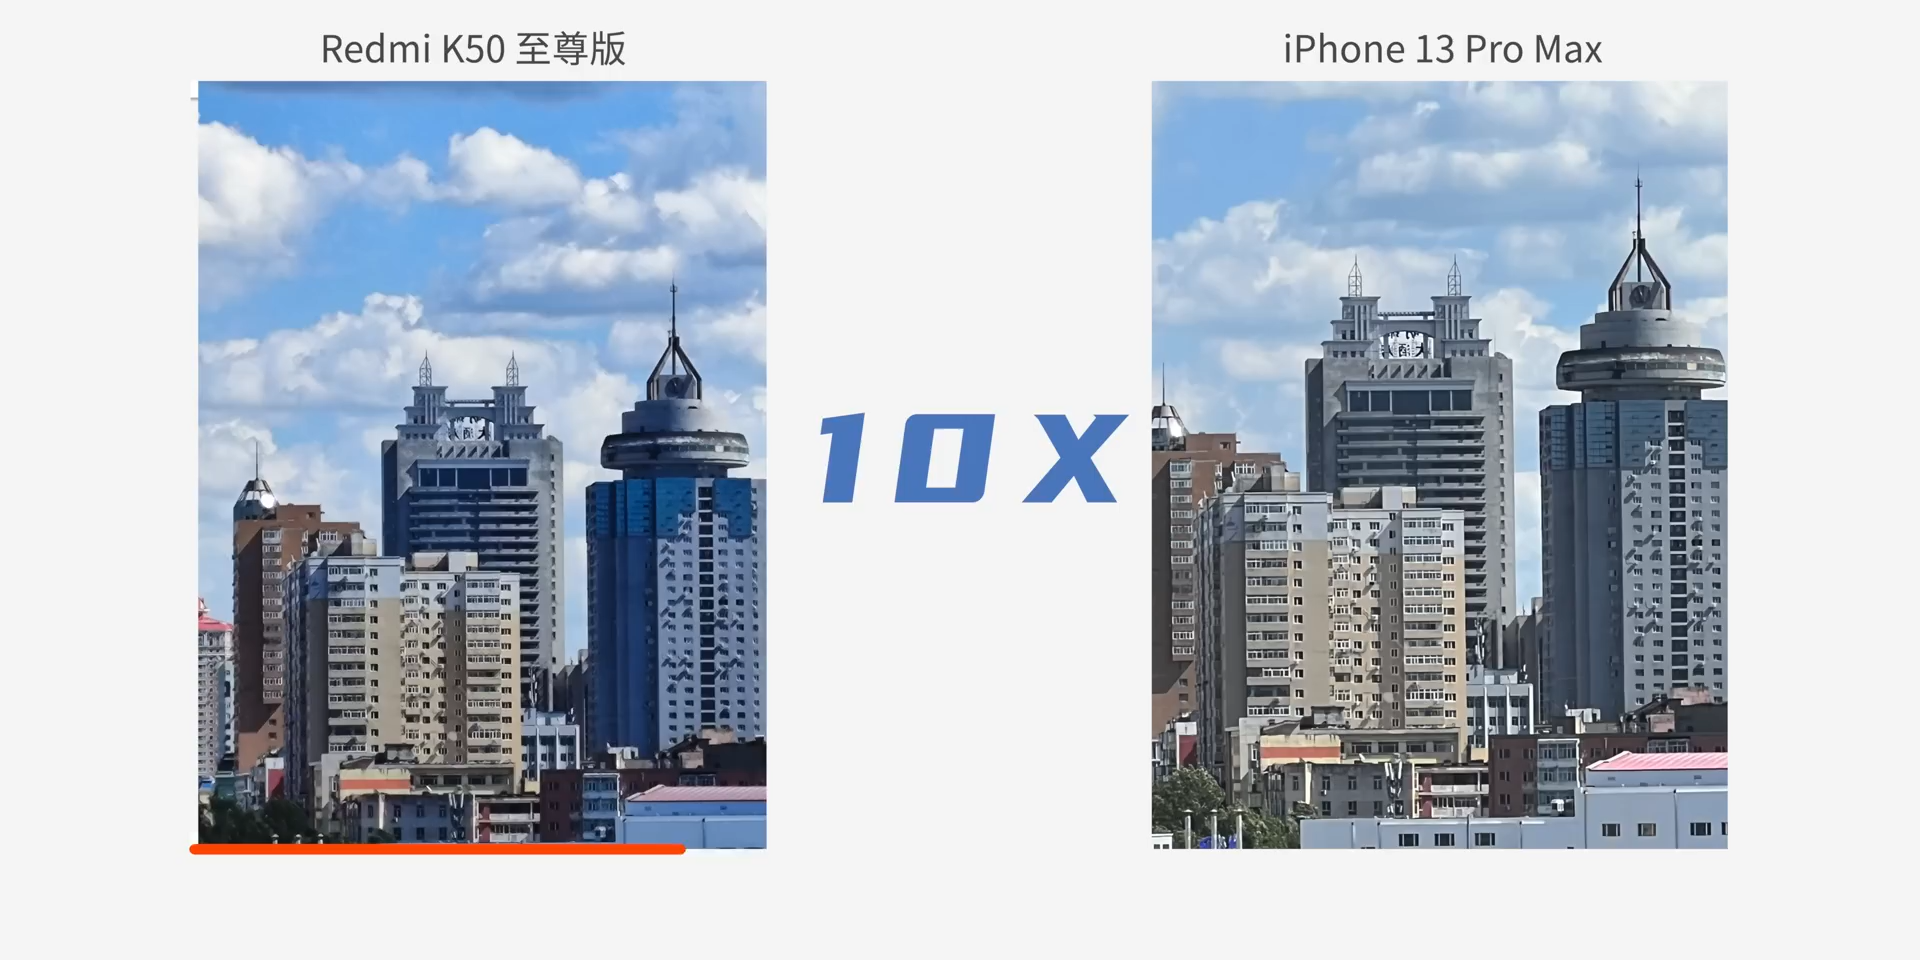 Redmi K50 至尊版
iPhone 13 Pro Max
10X